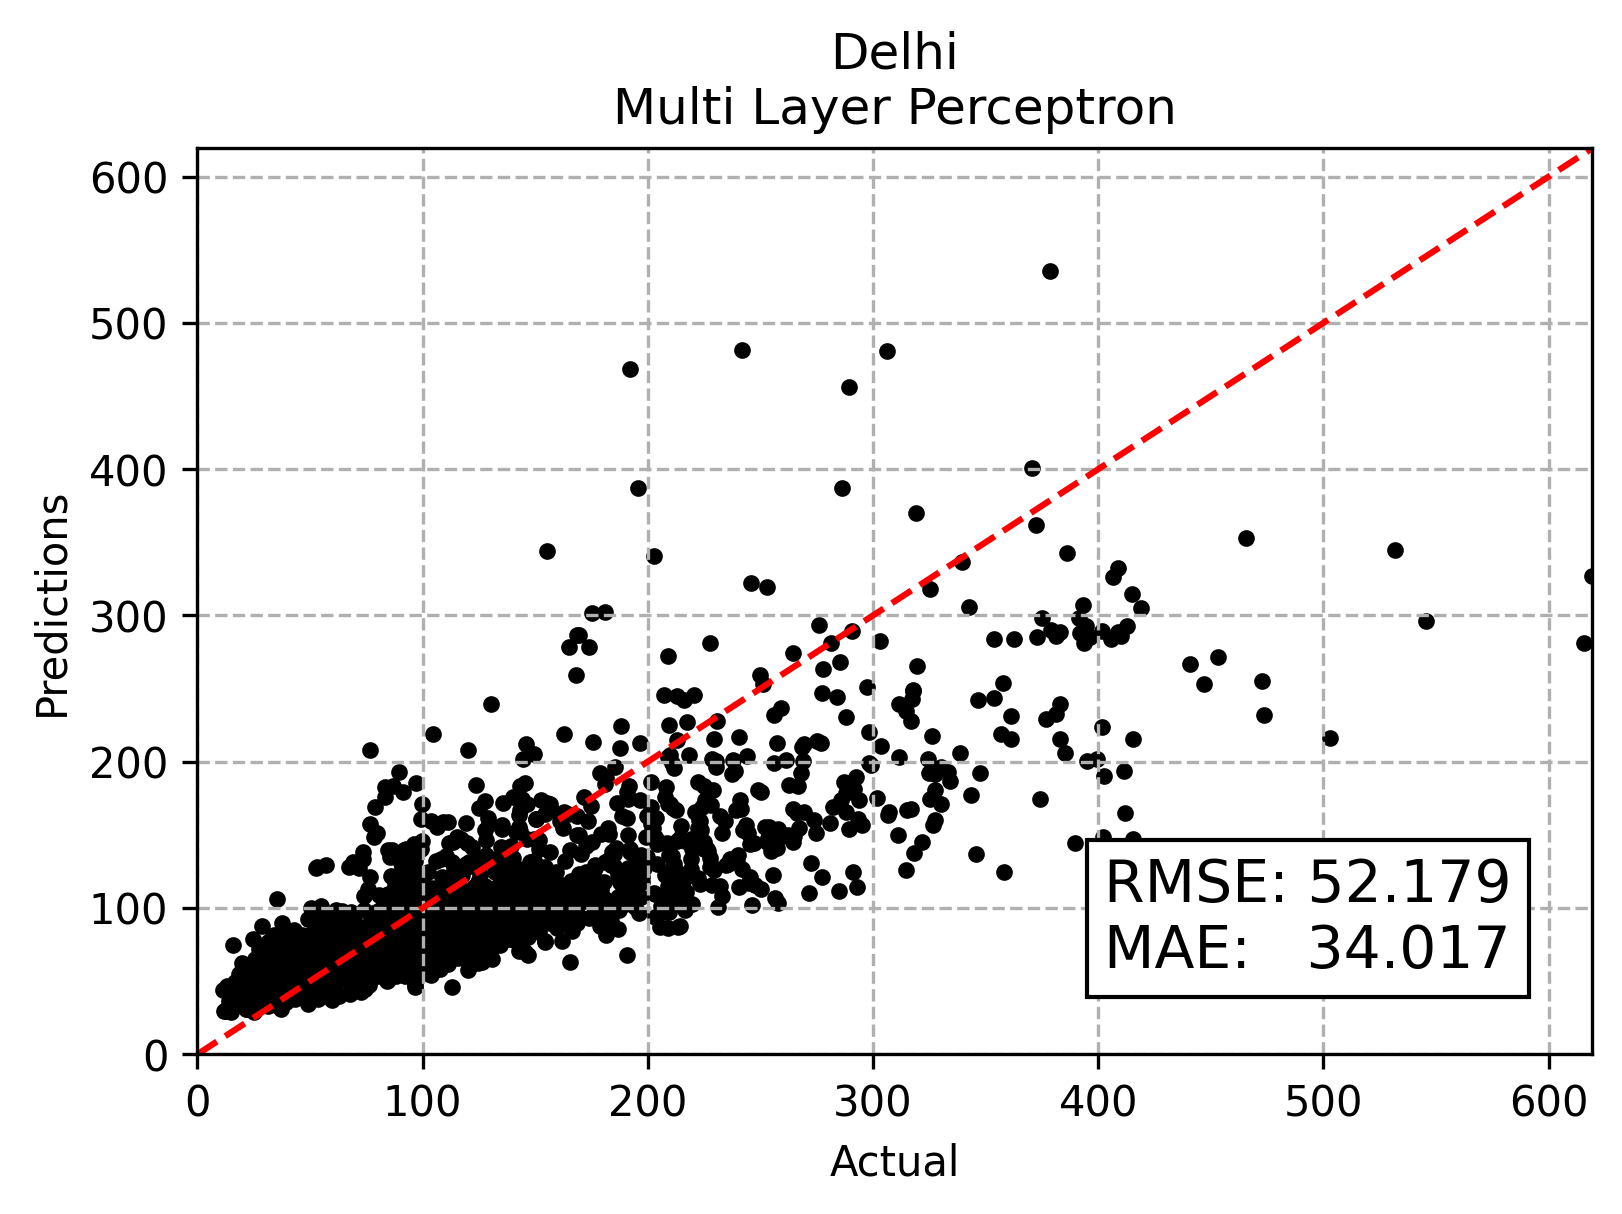 Delhi
Multi Layer Perceptron
600
500
400
300
200
100
0
Predictions
RMSE: 52.179
MAE: 34.017
0 100 200 300 400 500 600
Actual